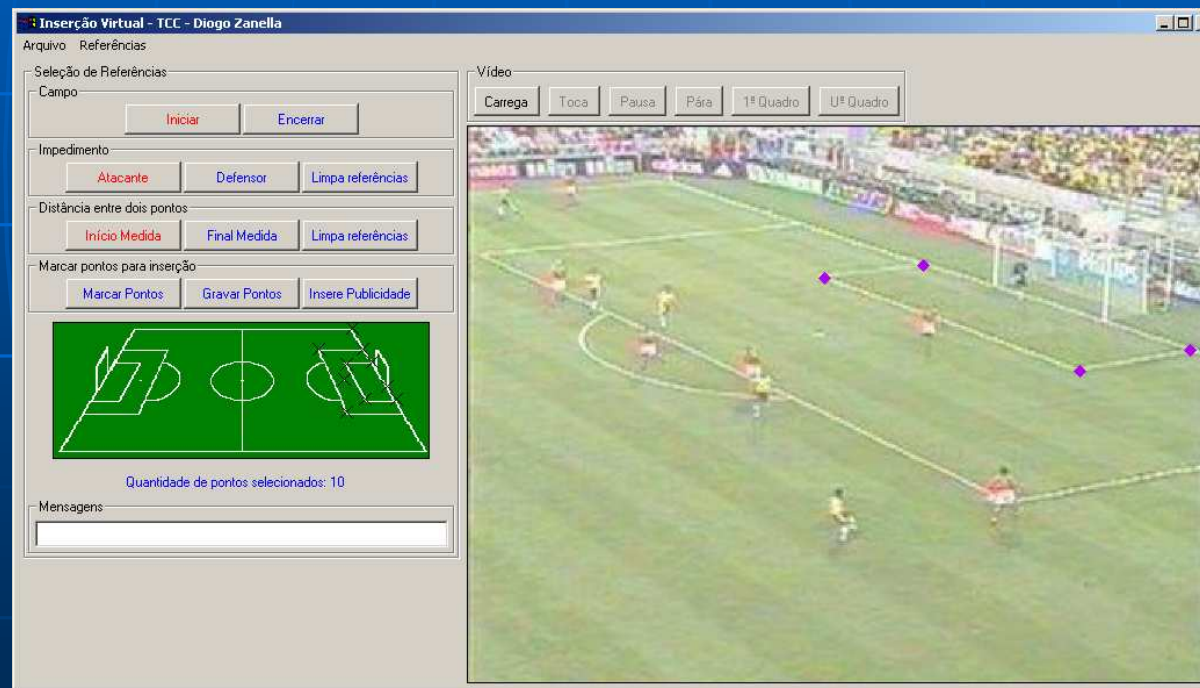 Inserção Virtual - TCC - Diogo Zanella
Arquivo Referências
Seleção de Referências
Campo
Iniciar Encerrar
Impedimento
Atacante Defensor Limpa referências
Distância entre dois pontos
Início Medida Final Medida Limpa referências
Marcar pontos para inserção
Marcar Pontos Gravar Pontos Insere Publicidade
Quantidade de pontos selecionados: 10
Mensagens
Vídeo
Carrega Toca Pausa Pára 1º Quadro Uº Quadro